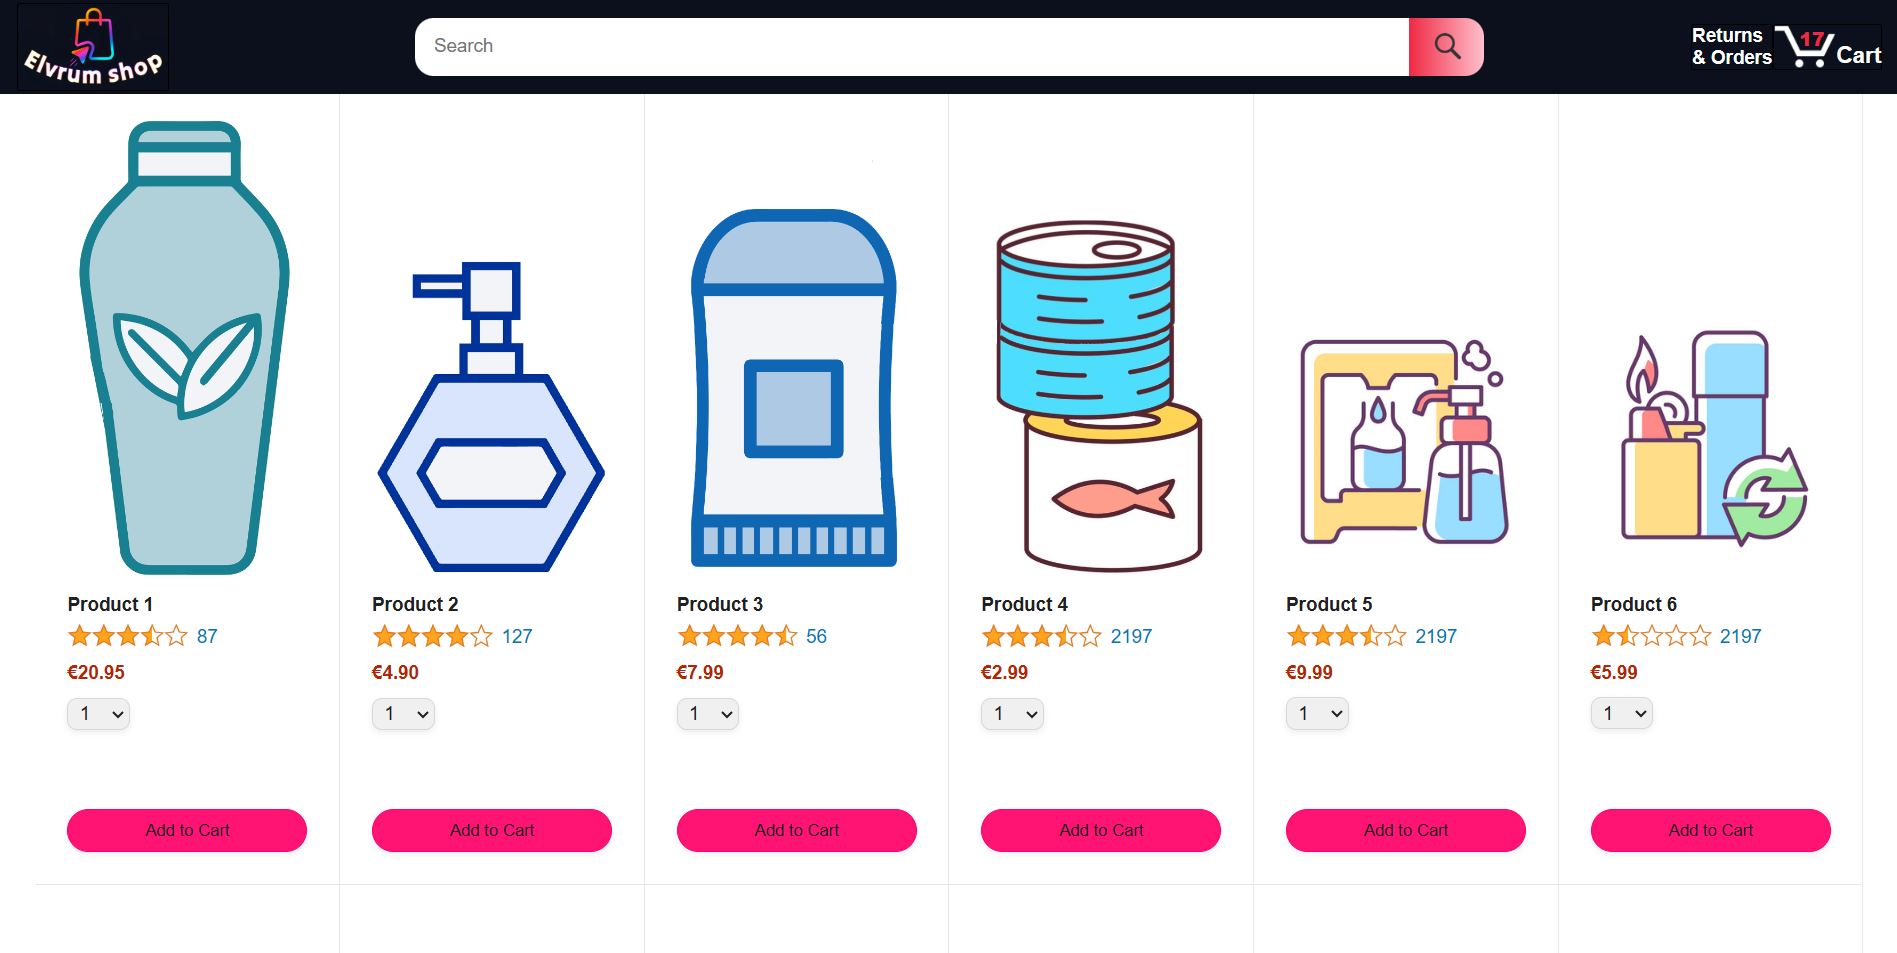 Elvrum shop
Search
Returns
& Orders
17
Cart
Product 1
87
€20.95
1
Add to Cart
Product 2
127
€4.90
1
Add to Cart
Product 3
56
€7.99
1
Add to Cart
Product 4
2197
€2.99
1
Add to Cart
Product 5
2197
€9.99
1
Add to Cart
Product 6
2197
€5.99
1
Add to Cart